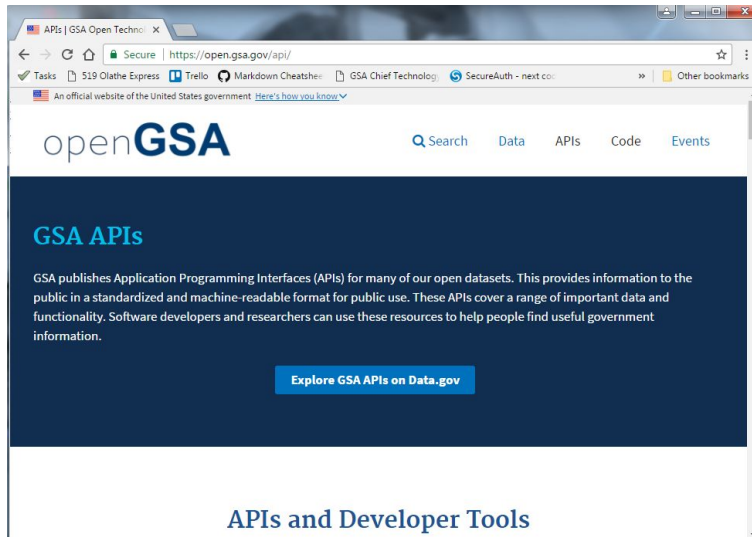 APIs | GSA Open Technol
Secure | https://open.gsa.gov/api/
Tasks 519 Olathe Express Trello Markdown Cheatshee GSA Chief Technolog SecureAuth - next co » Other bookmarks
An official website of the United States government Here's how you know
openGSA
Search Data APIs Code Events
GSA APIs
GSA publishes Application Programming Interfaces (APIs) for many of our open datasets. This provides information to the
public in a standardized and machine-readable format for public use. These APIs cover a range of important data and
functionality. Software developers and researchers can use these resources to help people find useful government
information.
Explore GSA APIs on Data.gov
APIs and Developer Tools